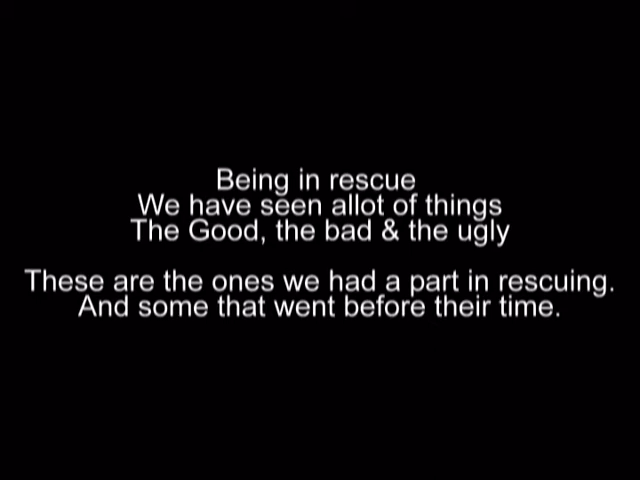 Being in rescue
We have seen allot of things
The Good, the bad & the ugly
These are the ones we had a part in rescuing.
And some that went before their time.